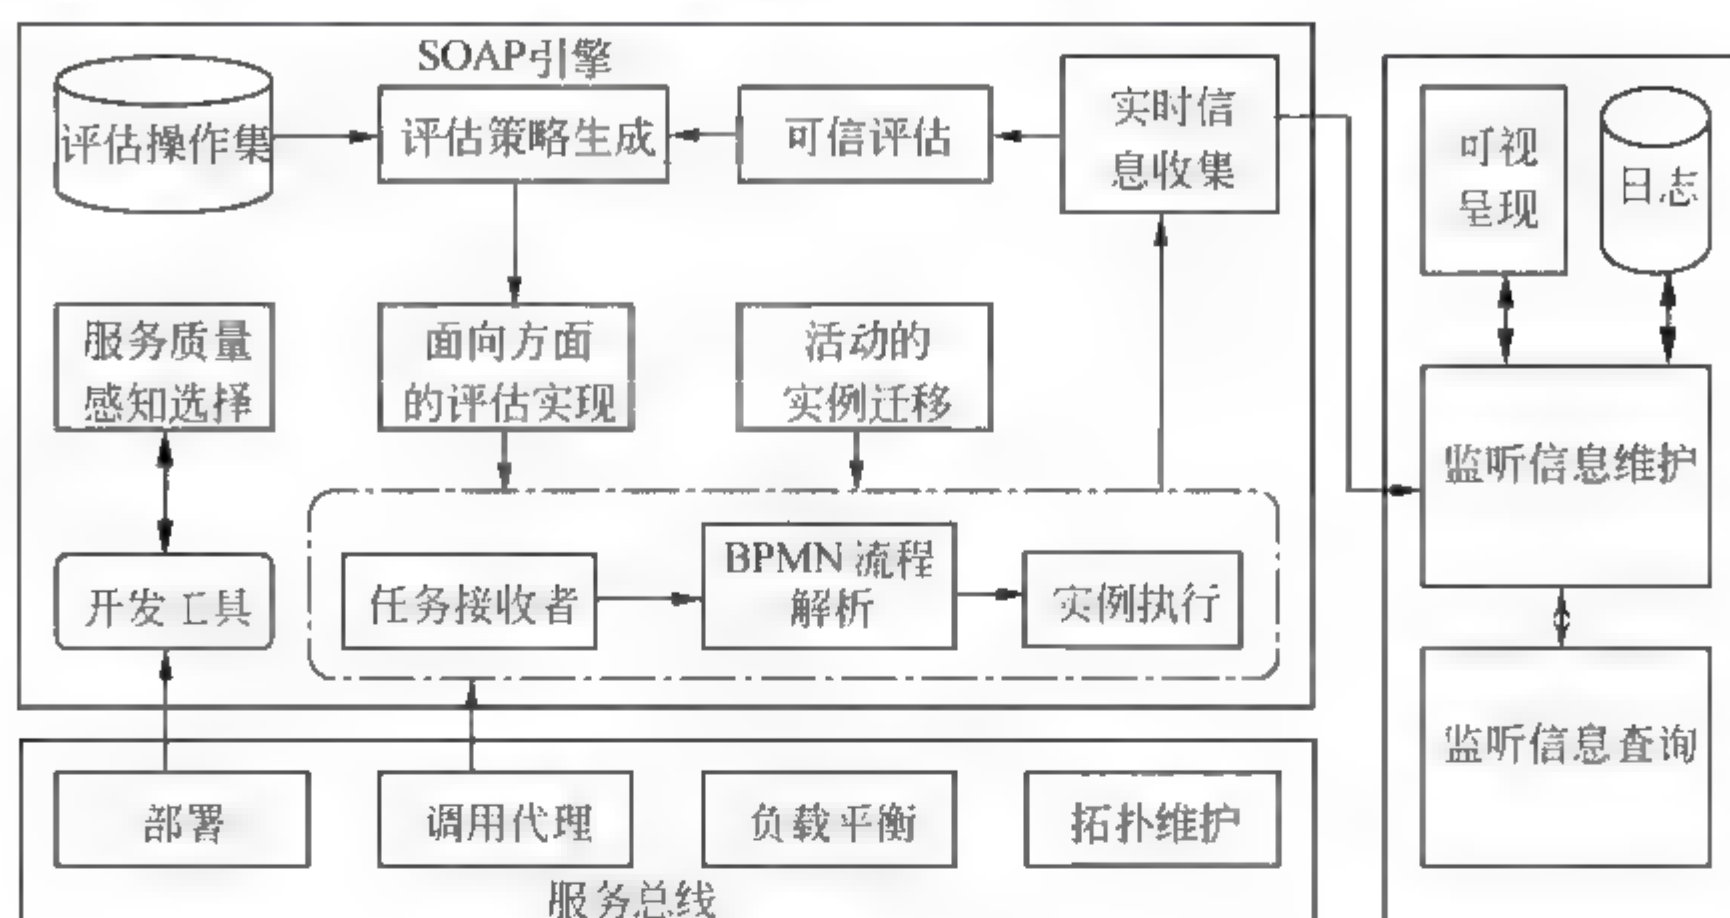 SOAP引擎
评估操作集
评估策略生成
可信评估
实时信
息收集
可视
呈现
日志
服务质量
感知选择
面向方面
的评估实现
活动的
实例迁移
监听信息维护
开发工具
任务接收者
BPMN 流程
解析
实例执行
监听信息查询
部署
调用代理
负载平衡
拓扑维护
服务总线